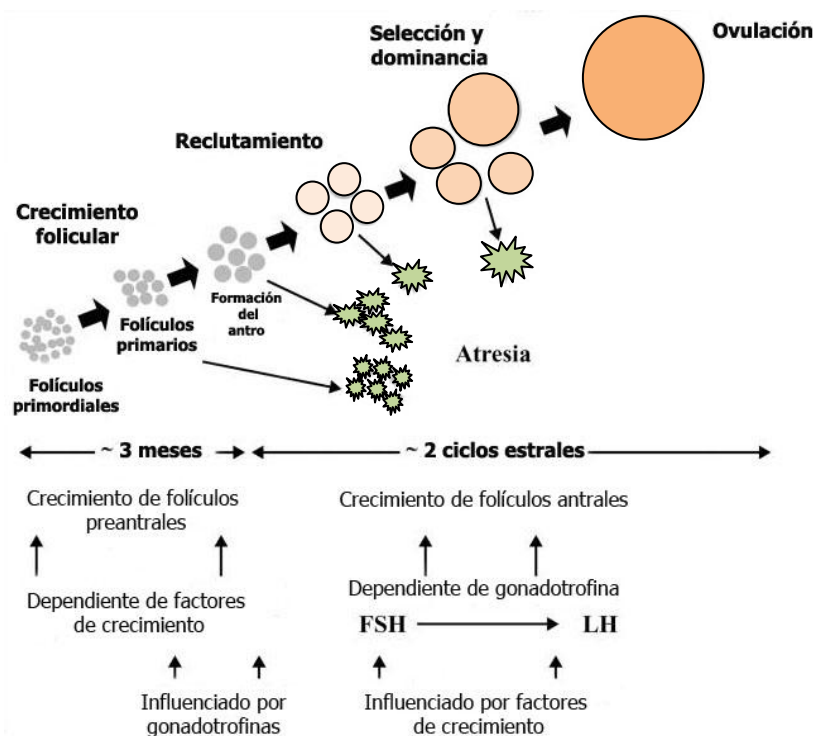 Selección y
dominancia
Ovulación
Reclutamiento
Crecimiento
folicular
Formación
del
antro
Folículos
primarios
Folículos
primordiales
Atresia
~ 3 meses
~ 2 ciclos estrales
Crecimiento de folículos
preantrales
Crecimiento de folículos antrales
Dependiente de factores
de crecimiento
Dependiente de gonadotrofina
FSH
LH
Influenciado por
gonadotrofinas
Influenciado por factores
de crecimiento